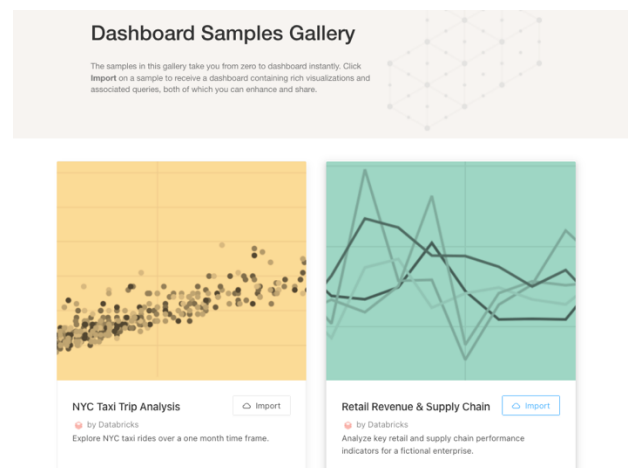 Dashboard Samples Gallery
The samples in this gallery take you from zero to dashboard instantly. Click
Import on a sample to receive a dashboard containing rich visualizations and
associated queries, both of which you can enhance and share.
NYC Taxi Trip Analysis
Import
by Databricks
Explore NYC taxi rides over a one month time frame.
Retail Revenue & Supply Chain
Import
by Databricks
Analyze key retail and supply chain performance
indicators for a fictional enterprise.